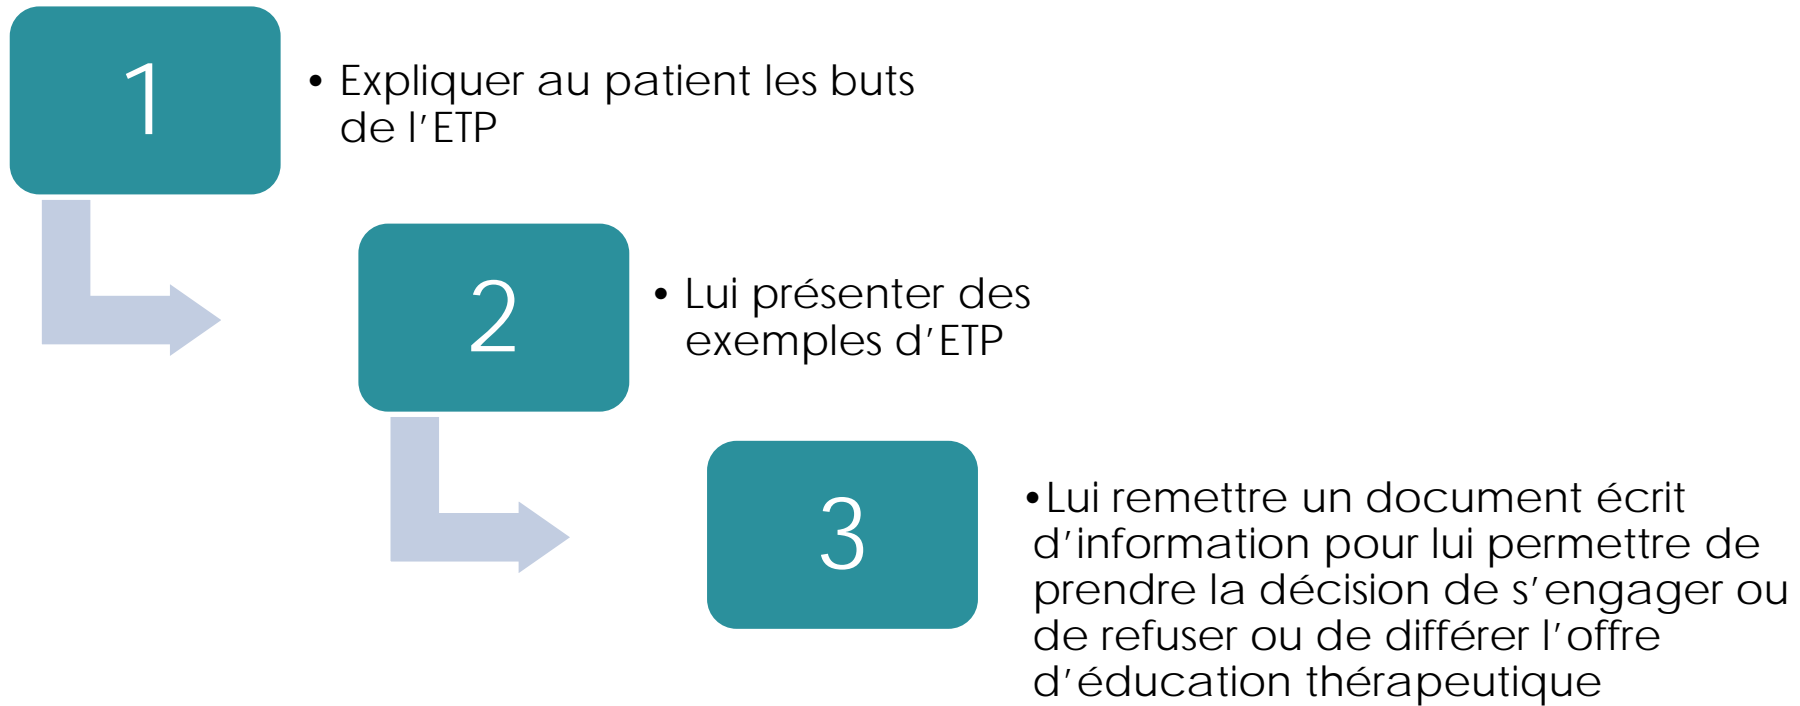 1
• Expliquer au patient les buts
de l’ETP
2
• Lui présenter des
exemples d’ETP
3
•Lui remettre un document écrit
d’information pour lui permettre de
prendre la décision de s’engager ou
de refuser ou de différer l’offre
d’éducation thérapeutique